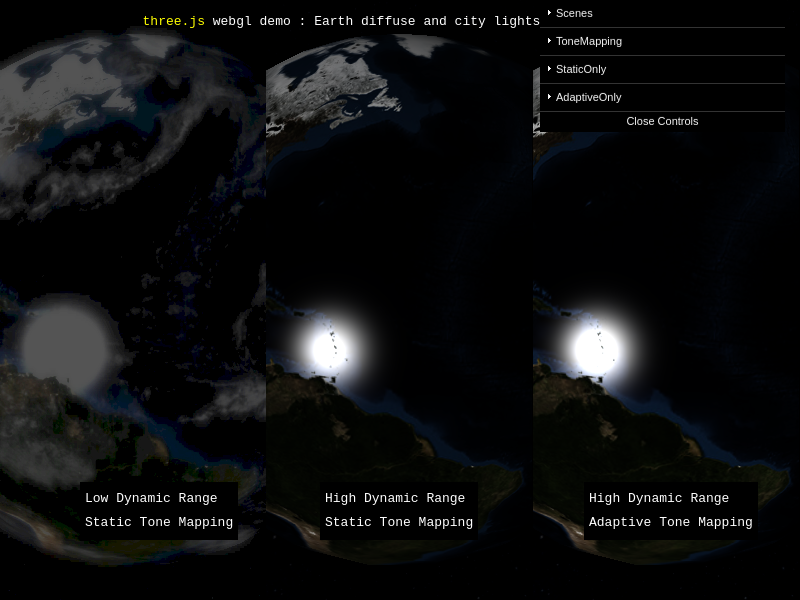 three.js webgl demo : Earth diffuse and city lights
Scenes
ToneMapping
StaticOnly
AdaptiveOnly
Close Controls
Low Dynamic Range
Static Tone Mapping
High Dynamic Range
Static Tone Mapping
High Dynamic Range
Adaptive Tone Mapping